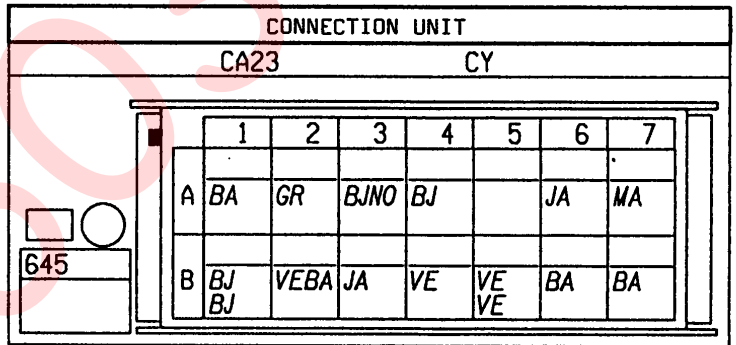 CONNECTION UNIT
CA23 CY
1 2 3 4 5 6 7
A BA GR BJNO BJ JA MA
645
B BJ VEBA JA VE VE BA BA
BJ VE